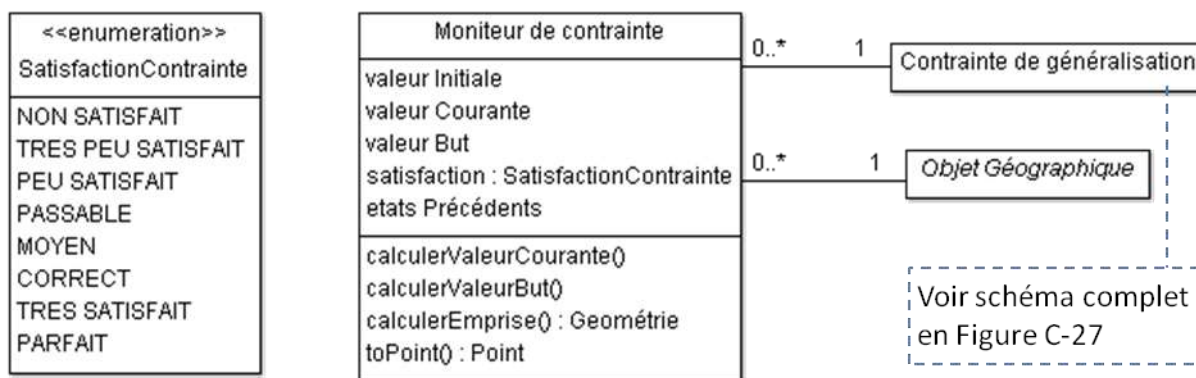 <<enumeration>>
SatisfactionContrainte
NON SATISFAIT
TRES PEU SATISFAIT
PEU SATISFAIT
PASSABLE
MOYEN
CORRECT
TRES SATISFAIT
PARFAIT
Moniteur de contrainte
valeur Initiale
valeur Courante
valeur But
satisfaction : SatisfactionContrainte
etats Précédents
calculerValeurCourante()
calculerValeurBut()
calculerEmprise() : Geométrie
toPoint() : Point
0..* 1
Contrainte de généralisation
0..* 1
Objet Géographique
Voir schéma complet
en Figure C-27